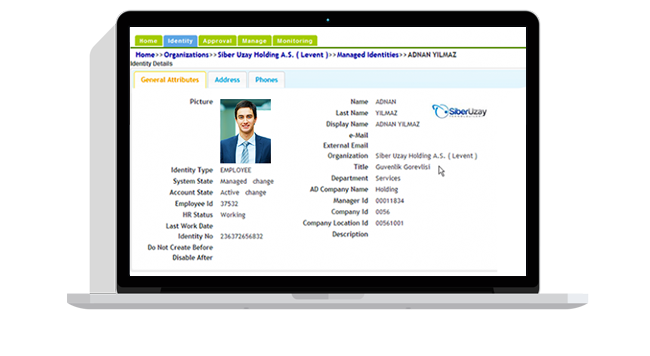 Home Identity Approval Manage Monitoring
Home>>Organizations>>Siber Uzay Holding A.S. ( Levent )>>Managed Identities>>ADNAN YILMAZ
Identity Details
General Attributes Address Phones
Picture
Identity Type EMPLOYEE
System State Managed change
Account State Active change
Employee Id 37532
HR Status Working
Last Work Date
Identity No 236372656832
Do Not Create Before
Disable After
Name ADNAN
Last Name YILMAZ
Display Name ADNAN YILMAZ
e-Mail
External Email
Organization Siber Uzay Holding A.S. ( Levent )
Title Guvenlik Gorevlisi
Department Services
AD Company Name Holding
Manager Id 00011834
Company Id 0056
Company Location Id 00561001
Description
SiberUzay